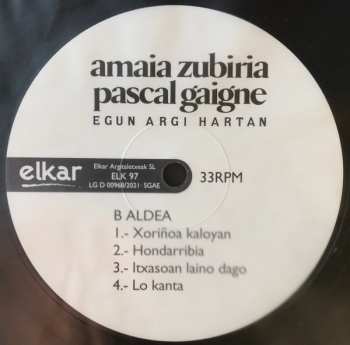 amaia zubiria
pascal gaigne
EGUN ARGI HARTAN
elkar
Elkar Argitaletxeak SL
ELK 97
LG D 00968/2021 · SGAE
33RPM
B ALDEA
1.- Xoriñoa kaloyan
2.- Hondarribia
3.- Itxasoan laino dago
4.- Lo kanta